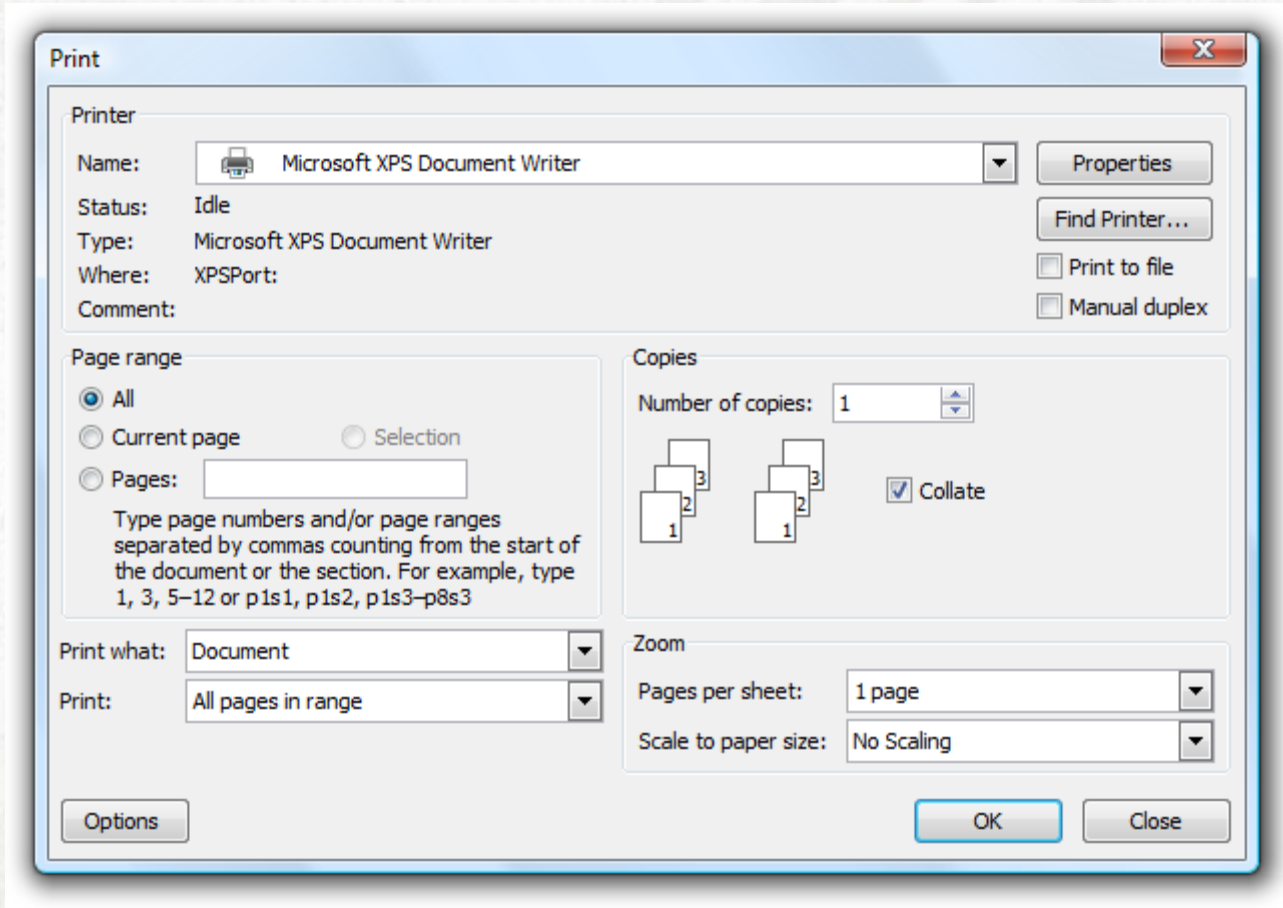 Print
X
Printer
Name: Microsoft XPS Document Writer Properties
Status: Idle
Find Printer...
Type: Microsoft XPS Document Writer
Where: XPSPort:
Print to file
Comment:
Manual duplex
Page range
All
Current page Selection
Pages:
Type page numbers and/or page ranges
separated by commas counting from the start of
the document or the section. For example, type
1, 3, 5–12 or p1s1, p1s2, p1s3–p8s3
Copies
Number of copies: 1
3 3
2 2
1 1
Collate
Print what: Document
Print: All pages in range
Zoom
Pages per sheet: 1 page
Scale to paper size: No Scaling
Options OK Close